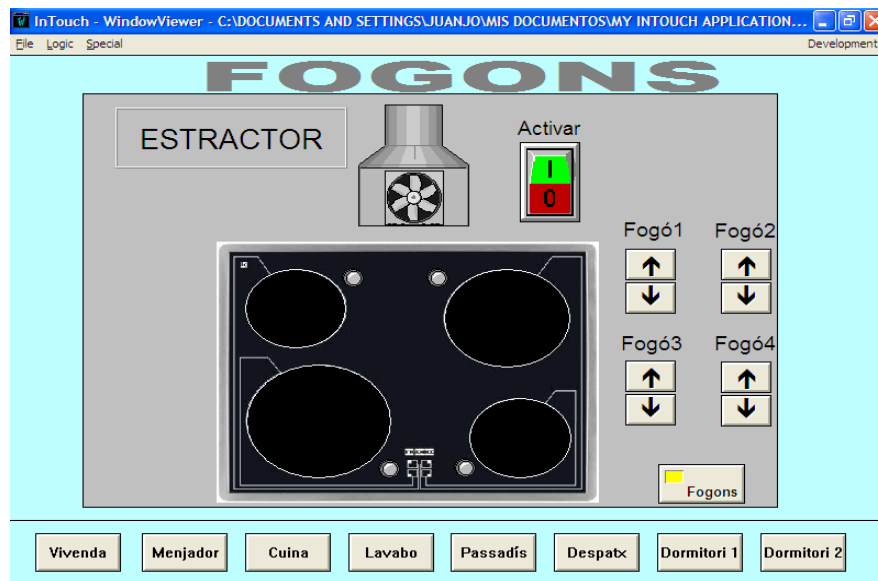 InTouch - WindowViewer - C:\DOCUMENTS AND SETTINGS\JUANJO\MIS DOCUMENTOS\MY INTOUCH APPLICATION...
File Logic Special Development
FOGONS
ESTRACTOR
Activar
I
0
Fogó1 Fogó2
Fogó3 Fogó4
Fogons
Vivenda Menjador Cuina Lavabo Passadís Despatx Dormitori 1 Dormitori 2